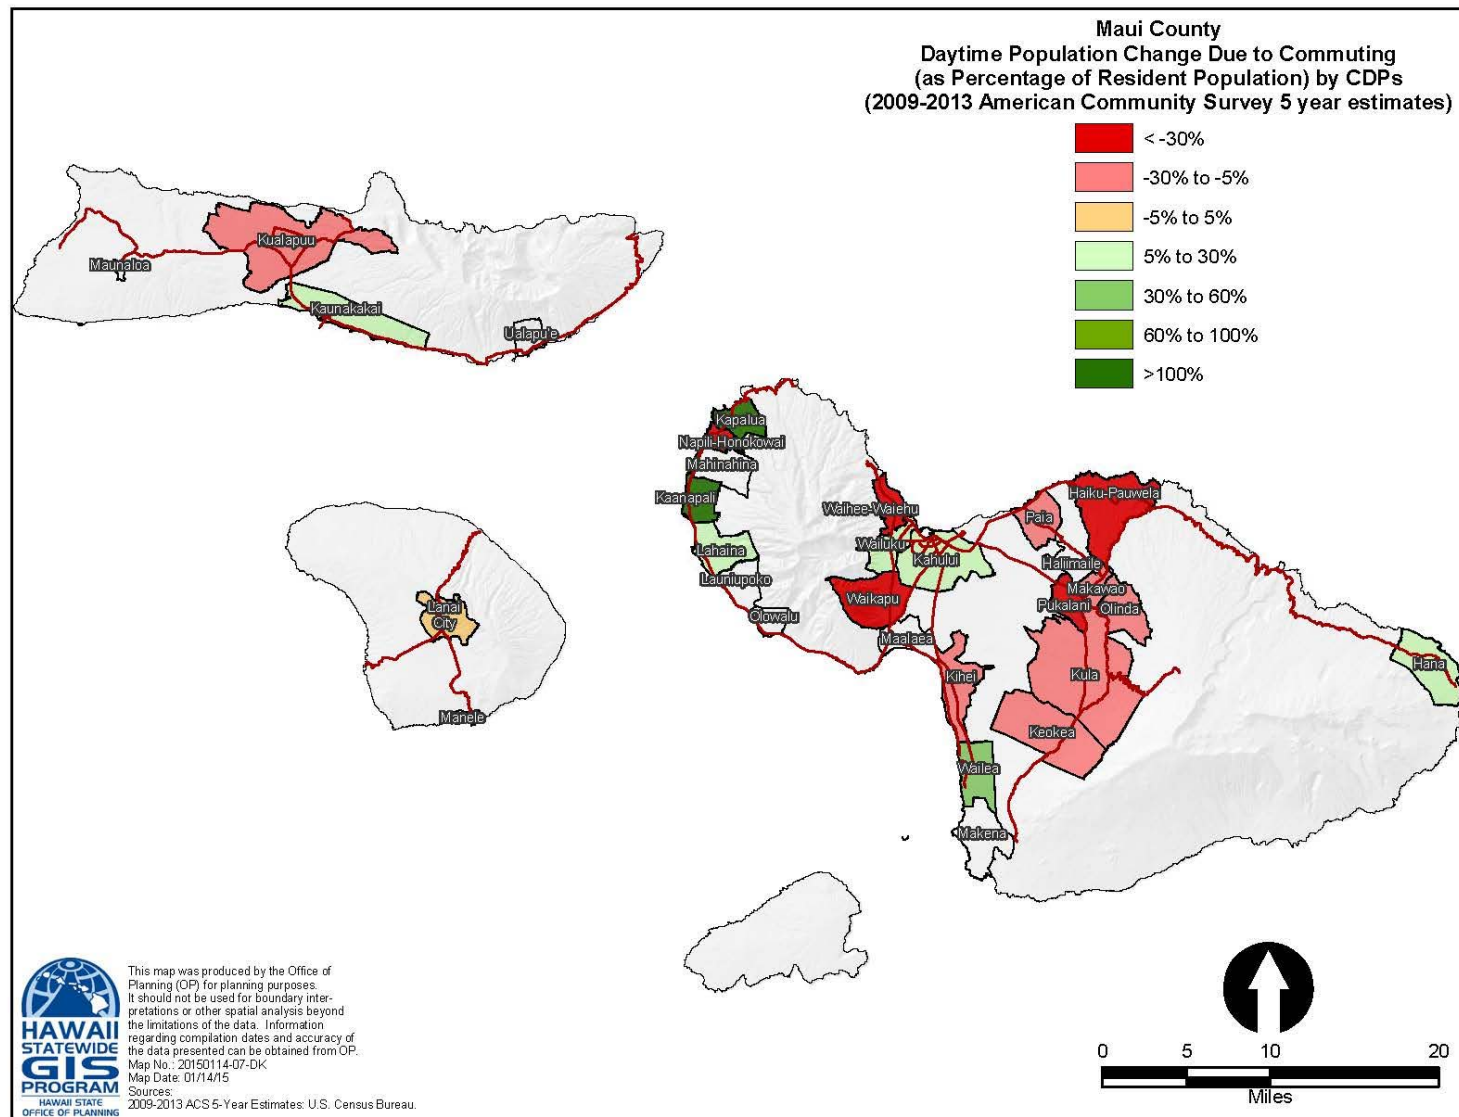 Maui County
Daytime Population Change Due to Commuting
(as Percentage of Resident Population) by CDPs
(2009-2013 American Community Survey 5 year estimates)
< -30%
-30% to -5%
-5% to 5%
5% to 30%
30% to 60%
60% to 100%
>100%
Kualapuu
Maunaloa
Kaunakakai
Ualapu'e
Kapalua
Napili-Honokowai
Mahinahina
Kaanapali
Lahaina
Launiupoko
Olowalu
Waihee-Waiehu
Wailuku
Kahului
Waikapu
Maalaea
Haiku-Pauwela
Paia
Haliimaile
Makawao
Pukalani
Olinda
Kihei
Kula
Keokea
Hana
Wailea
Makena
Lanai
City
Manele
This map was produced by the Office of
Planning (OP) for planning purposes.
It should not be used for boundary inter-
pretations or other spatial analysis beyond
the limitations of the data. Information
regarding compilation dates and accuracy of
the data presented can be obtained from OP.
Map No.: 20150114-07-DK
Map Date: 01/14/15
Sources:
2009-2013 ACS 5-Year Estimates: U.S. Census Bureau.
HAWAII
STATEWIDE
GIS
PROGRAM
HAWAII STATE
OFFICE OF PLANNING
0 5 10 20
Miles